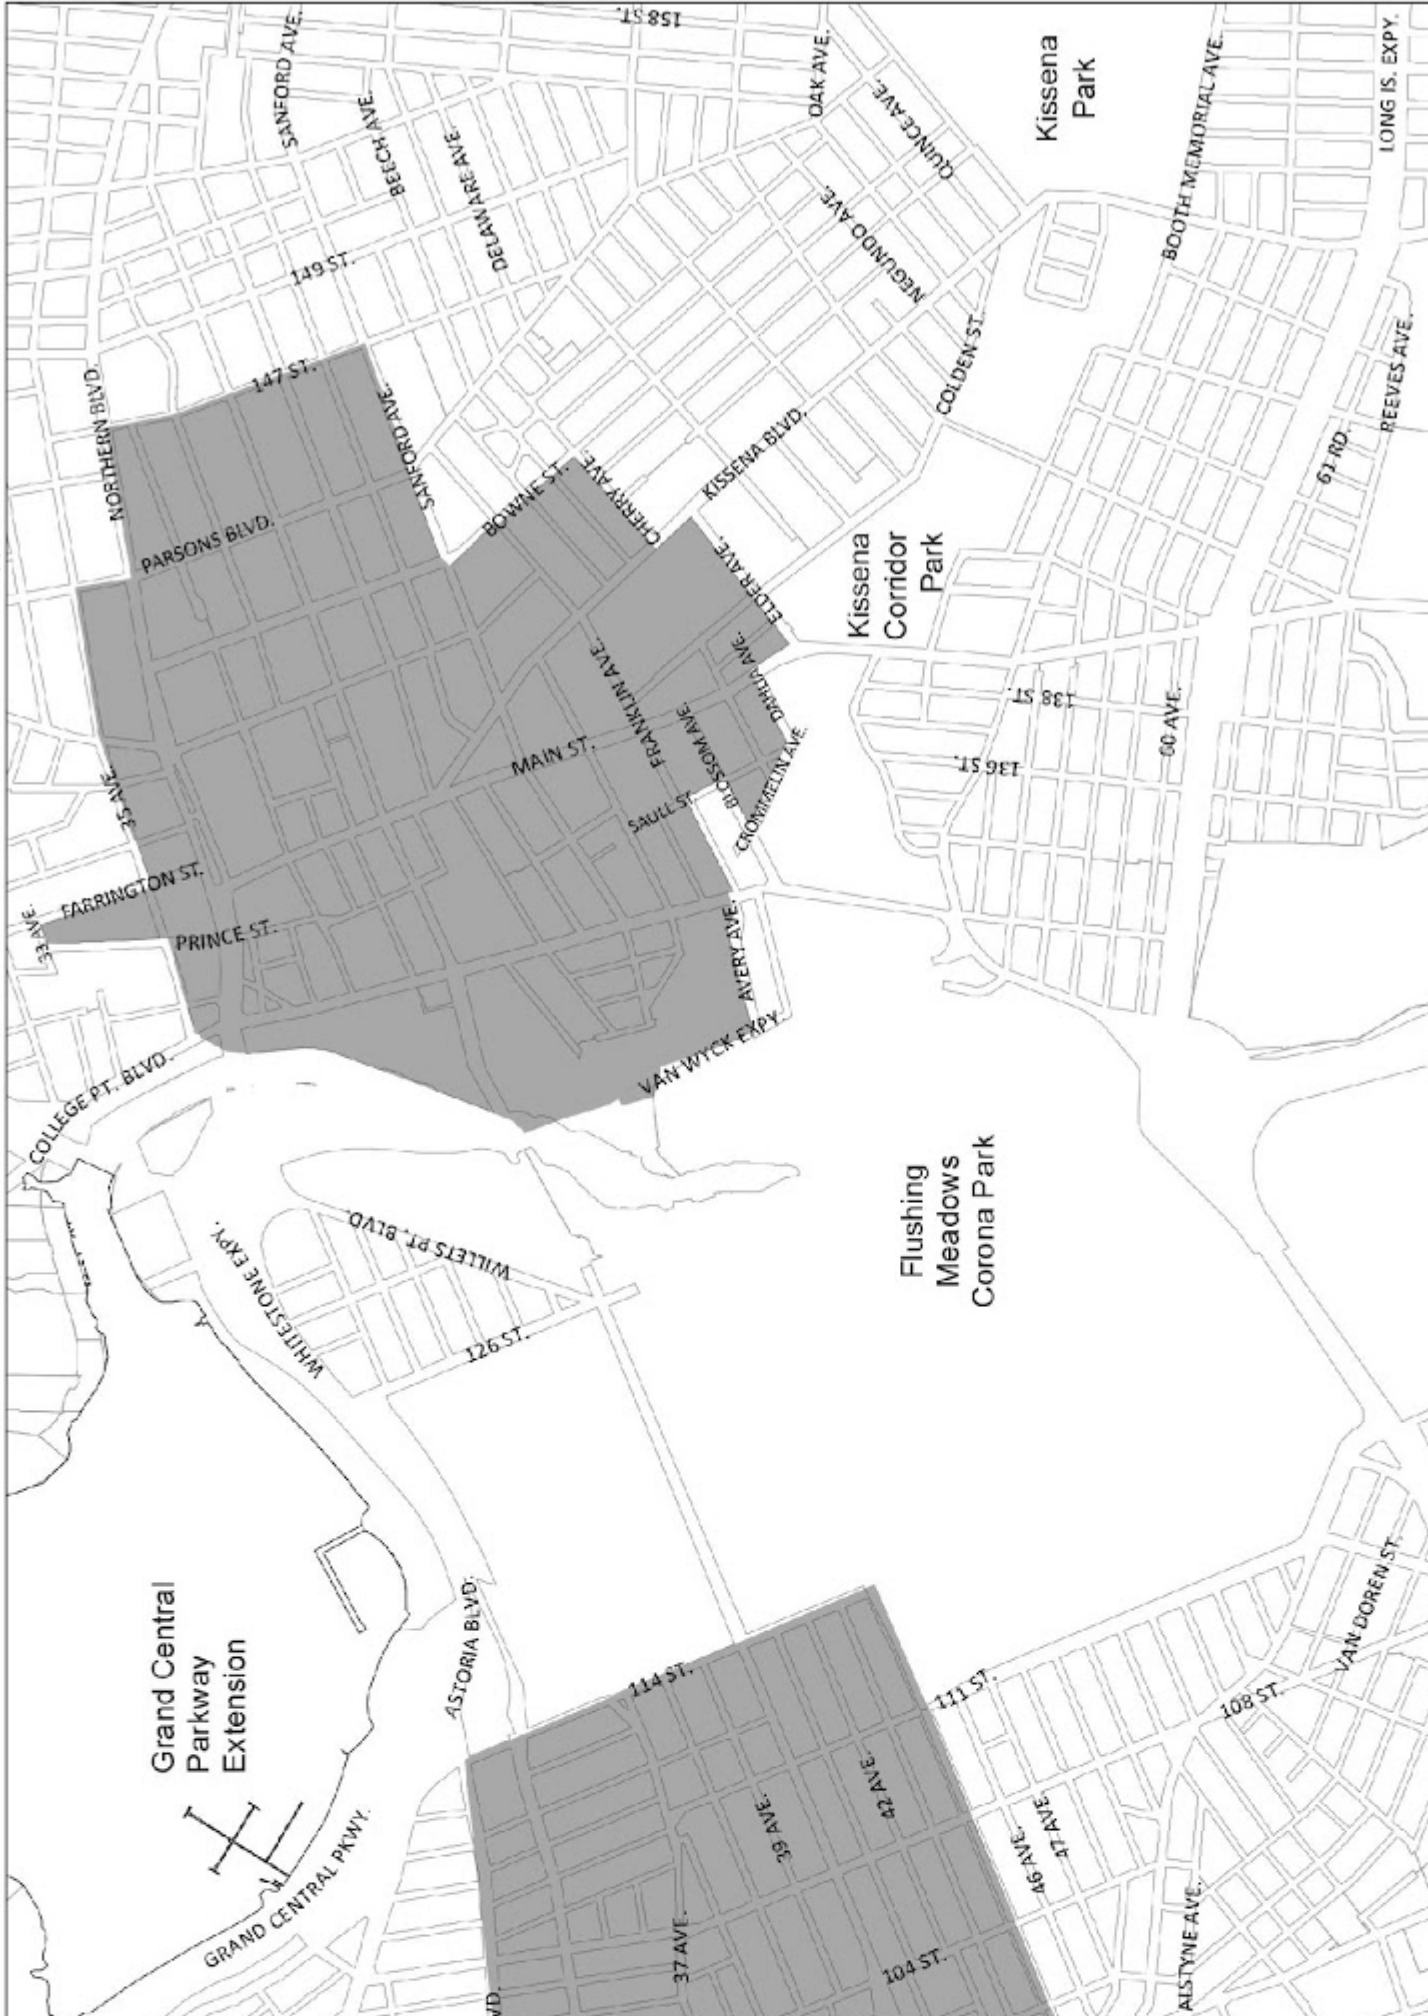 158 ST.
SANFORD AVE.
OAK AVE.
Kissena
Park
BOOTH MEMORIAL AVE.
LONG IS. EXPY.
BEECH AVE.
DELAWARE AVE.
QUINCE AVE.
NEGUNDO AVE.
149 ST.
COLDEN ST.
REEVES AVE.
147 ST.
NORTHERN BLVD.
SANFORD AVE.
KISSENA BLVD.
61 RD.
BOWNE ST.
CHERRY AVE.
PARSONS BLVD.
ELDER AVE.
Kissena
Corridor
Park
FRANKLIN AVE.
DAHLIA AVE.
138 ST.
60 AVE.
BLOSSOM AVE.
MAIN ST.
136 ST.
CROMMELIN AVE.
SAULL ST.
35 AVE.
FARRINGTON ST.
33 AVE.
PRINCE ST.
AVERY AVE.
VAN WYCK EXPY
COLLEGE PT. BLVD.
Flushing
Meadows
Corona Park
WILLETS PT. BLVD.
WHITESTONE EXPY.
126 ST.
Grand Central
Parkway
Extension
ASTORIA BLVD.
VAN DOREN ST.
114 ST.
111 ST.
108 ST.
42 AVE.
39 AVE.
47 AVE.
46 AVE.
GRAND CENTRAL PKWY.
37 AVE.
104 ST.
ALSTYNE AVE.
VD.